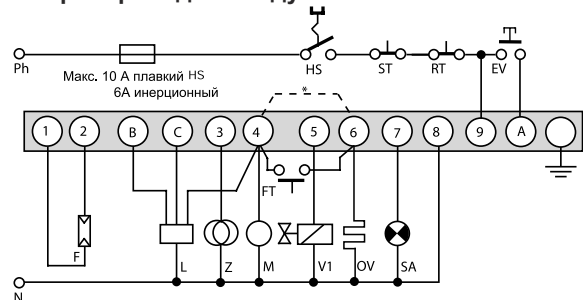 Ph
Макс. 10 А плавкий HS
6А инерционный
HS ST RT EV
*
1 2 B C 3 4 5 6 7 8 9 A
FT
F L Z M V1 OV SA
N